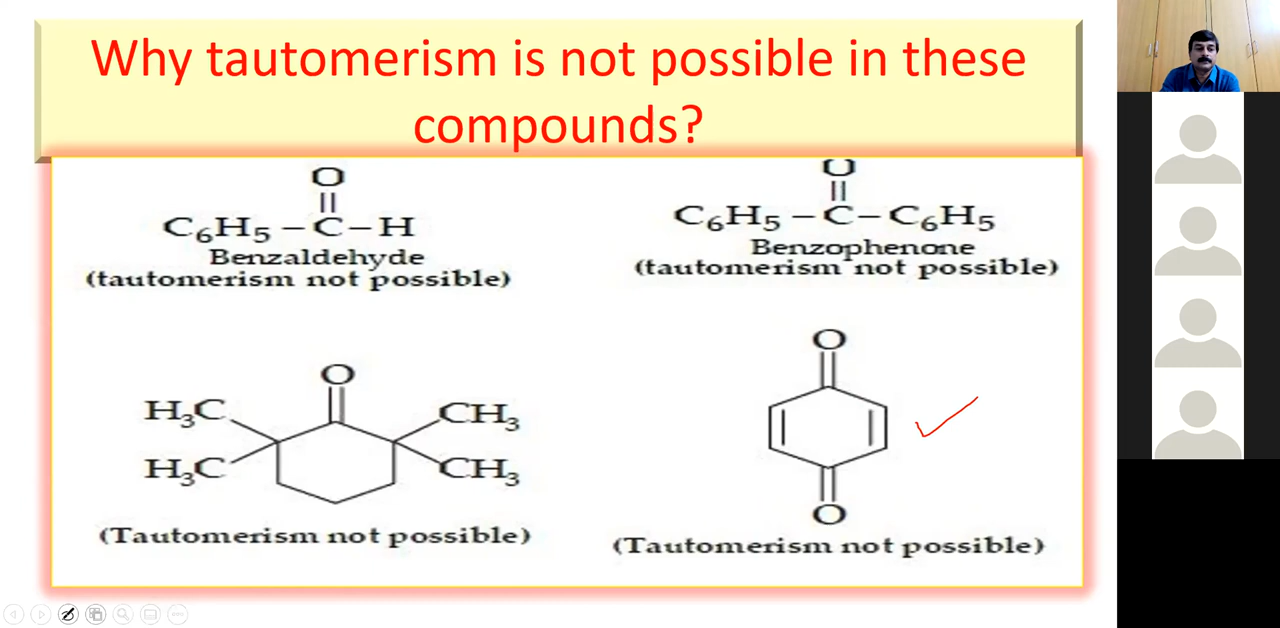 Why tautomerism is not possible in these
compounds?
O
C₆H₅ – C – H
Benzaldehyde
(tautomerism not possible)
O
C₆H₅ – C – C₆H₅
Benzophenone
(tautomerism not possible)
O
H₃C
CH₃
H₃C
CH₃
(Tautomerism not possible)
O
O
(Tautomerism not possible)